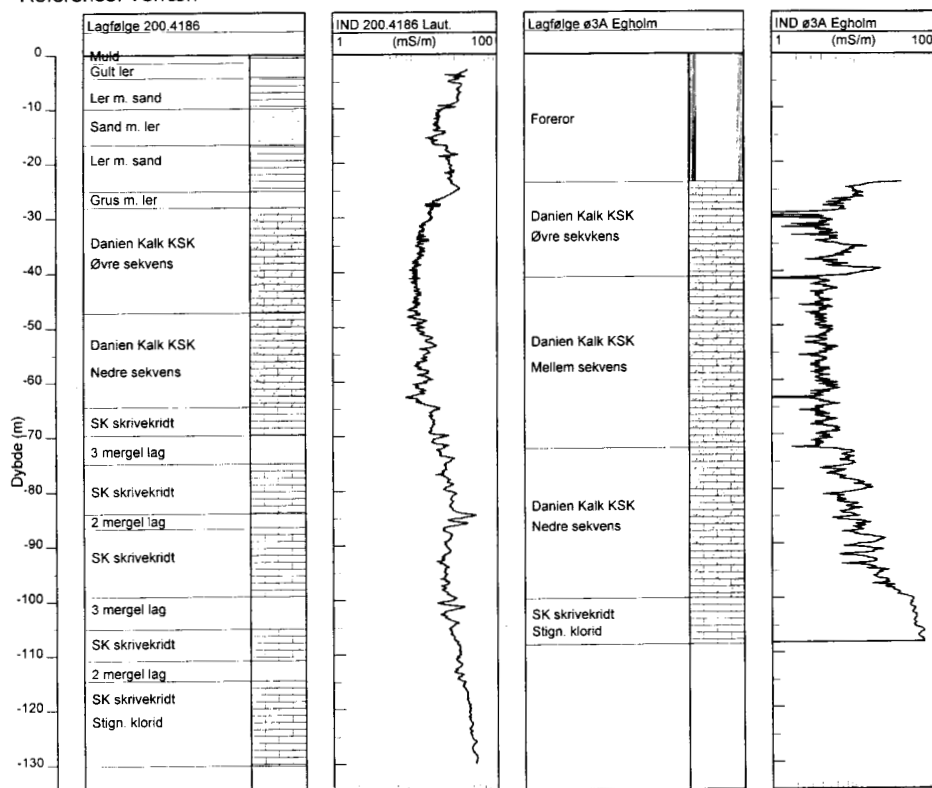 Lagfølge 200.4186
IND 200.4186 Laut.
1 (mS/m) 100
Lagfølge ø3A Egholm
IND ø3A Egholm
1 (mS/m) 100
Dybde (m)
0
-10
-20
-30
-40
-50
-60
-70
-80
-90
-100
-110
-120
-130
Muld
Gult ler
Ler m. sand
Sand m. ler
Ler m. sand
Grus m. ler
Danien Kalk KSK
Øvre sekvens
Danien Kalk KSK
Nedre sekvens
SK skrivekridt
3 mergel lag
SK skrivekridt
2 mergel lag
SK skrivekridt
3 mergel lag
SK skrivekridt
2 mergel lag
SK skrivekridt
Stign. klorid
Foreror
Danien Kalk KSK
Øvre sekvkens
Danien Kalk KSK
Mellem sekvens
Danien Kalk KSK
Nedre sekvens
SK skrivekridt
Stign. klorid